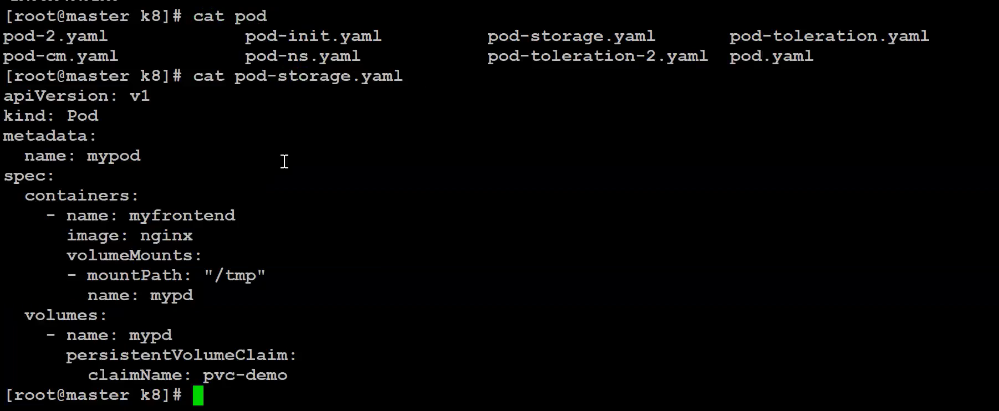 [root@master k8]# cat pod
pod-2.yaml             pod-init.yaml          pod-storage.yaml       pod-toleration.yaml
pod-cm.yaml            pod-ns.yaml            pod-toleration-2.yaml  pod.yaml
[root@master k8]# cat pod-storage.yaml
apiVersion: v1
kind: Pod
metadata:
  name: mypod
spec:
  containers:
    - name: myfrontend
      image: nginx
      volumeMounts:
      - mountPath: "/tmp"
        name: mypd
  volumes:
    - name: mypd
      persistentVolumeClaim:
        claimName: pvc-demo
[root@master k8]#